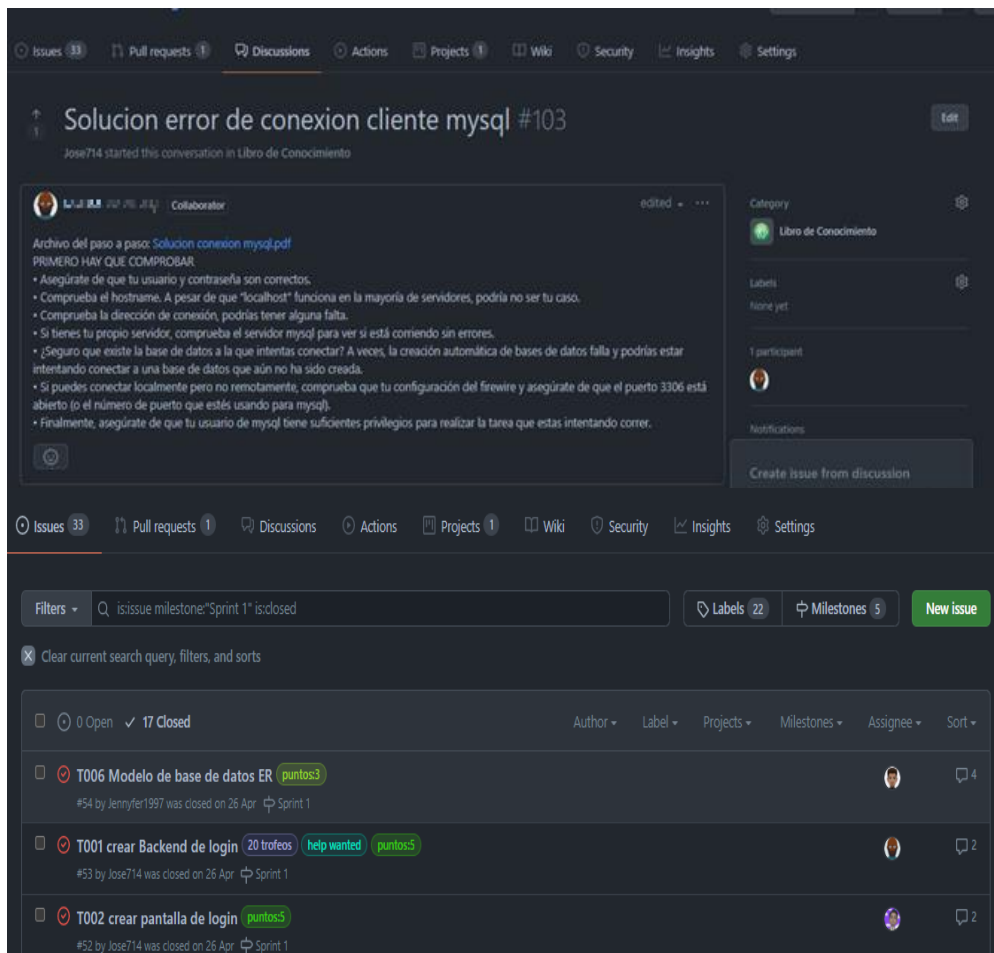 Issues 33 Pull requests 1 Discussions Actions Projects 1 Wiki Security Insights Settings
1
Solucion error de conexion cliente mysql #103
Edit
Jose714 started this conversation in Libro de Conocimiento
Collaborator
edited
Archivo del paso a paso: Solucion conexion mysql.pdf
PRIMERO HAY QUE COMPROBAR
• Asegúrate de que tu usuario y contraseña son correctos.
• Comprueba el hostname. A pesar de que "localhost" funciona en la mayoría de servidores, podría no ser tu caso.
• Comprueba la dirección de conexión, podrías tener alguna falta.
• Si tienes tu propio servidor, comprueba el servidor mysql para ver si está corriendo sin errores.
• ¿Seguro que existe la base de datos a la que intentas conectar? A veces, la creación automática de bases de datos falla y podrías estar
intentando conectar a una base de datos que aún no ha sido creada.
• Si puedes conectar localmente pero no remotamente, comprueba que tu configuración del firewire y asegúrate de que el puerto 3306 está
abierto (o el número de puerto que estés usando para mysql).
• Finalmente, asegúrate de que tu usuario de mysql tiene suficientes privilegios para realizar la tarea que estas intentando correr.
Category
Libro de Conocimiento
Labels
None yet
1 participant
Notifications
Create issue from discussion
Issues 33 Pull requests 1 Discussions Actions Projects 1 Wiki Security Insights Settings
Filters is:issue milestone:"Sprint 1" is:closed Labels 22 Milestones 5 New issue
Clear current search query, filters, and sorts
0 Open 17 Closed Author Label Projects Milestones Assignee Sort
T006 Modelo de base de datos ER puntos:3 4
#54 by Jennyfer1997 was closed on 26 Apr Sprint 1
T001 crear Backend de login 20 trofeos help wanted puntos:5 2
#53 by Jose714 was closed on 26 Apr Sprint 1
T002 crear pantalla de login puntos:5 2
#52 by Jose714 was closed on 26 Apr Sprint 1